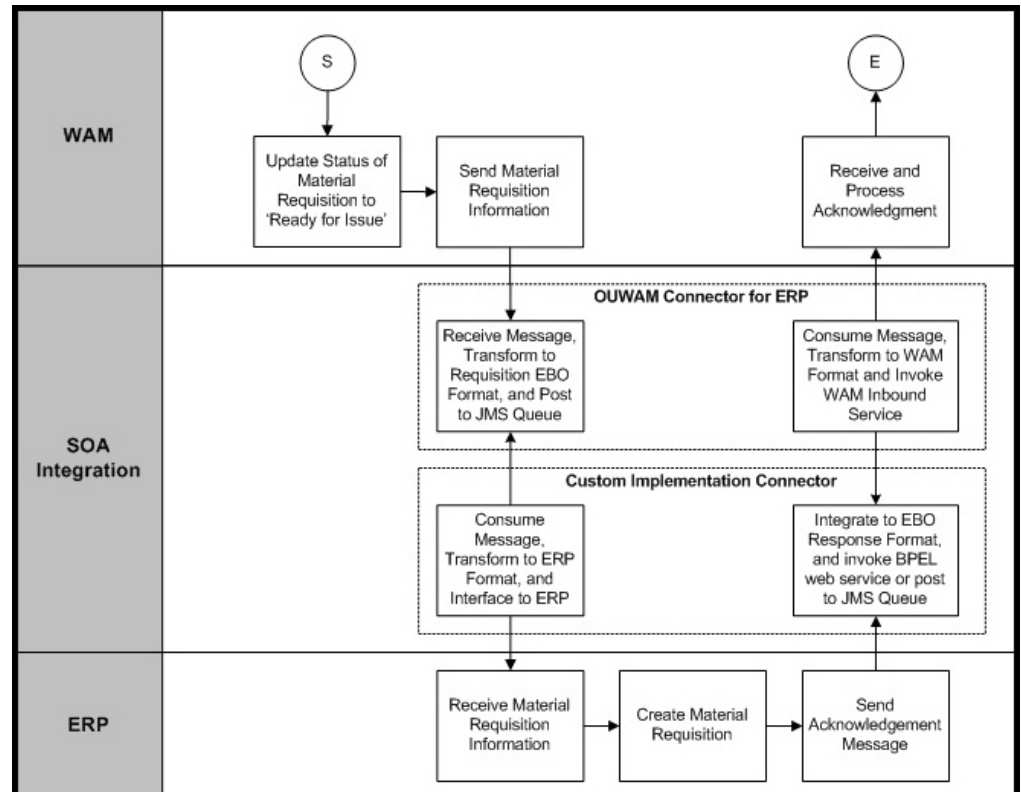 WAM
S
E
Update Status of
Material
Requisition to
‘Ready for Issue’
Send Material
Requisition
Information
Receive and
Process
Acknowledgment
SOA
Integration
OUWAM Connector for ERP
Receive Message,
Transform to
Requisition EBO
Format, and Post
to JMS Queue
Consume Message,
Transform to WAM
Format and Invoke
WAM Inbound
Service
Custom Implementation Connector
Consume
Message,
Transform to ERP
Format, and
Interface to ERP
Integrate to EBO
Response Format,
and invoke BPEL
web service or post
to JMS Queue
ERP
Receive Material
Requisition
Information
Create Material
Requisition
Send
Acknowledgement
Message